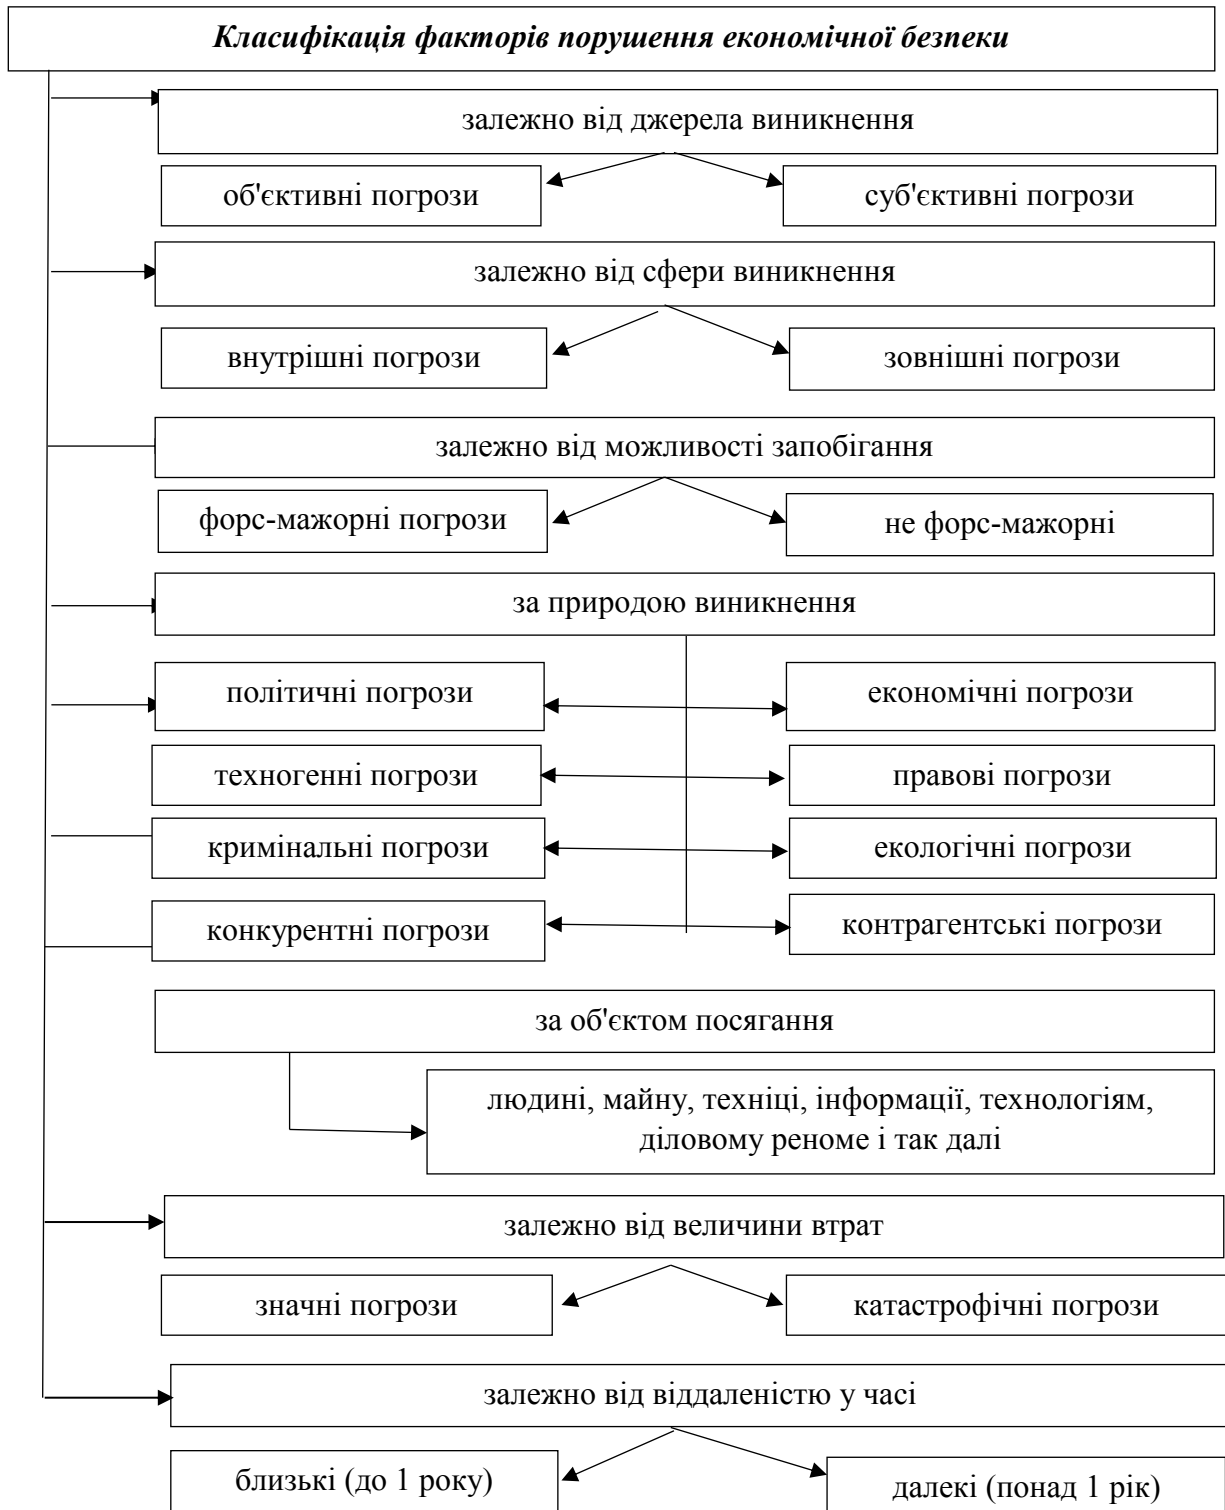 Класифікація факторів порушення економічної безпеки
залежно від джерела виникнення
об'єктивні погрози
суб'єктивні погрози
залежно від сфери виникнення
внутрішні погрози
зовнішні погрози
залежно від можливості запобігання
форс-мажорні погрози
не форс-мажорні
за природою виникнення
політичні погрози
економічні погрози
техногенні погрози
правові погрози
кримінальні погрози
екологічні погрози
конкурентні погрози
контрагентські погрози
за об'єктом посягання
людині, майну, техніці, інформації, технологіям,
діловому реноме і так далі
залежно від величини втрат
значні погрози
катастрофічні погрози
залежно від віддаленістю у часі
близькі (до 1 року)
далекі (понад 1 рік)